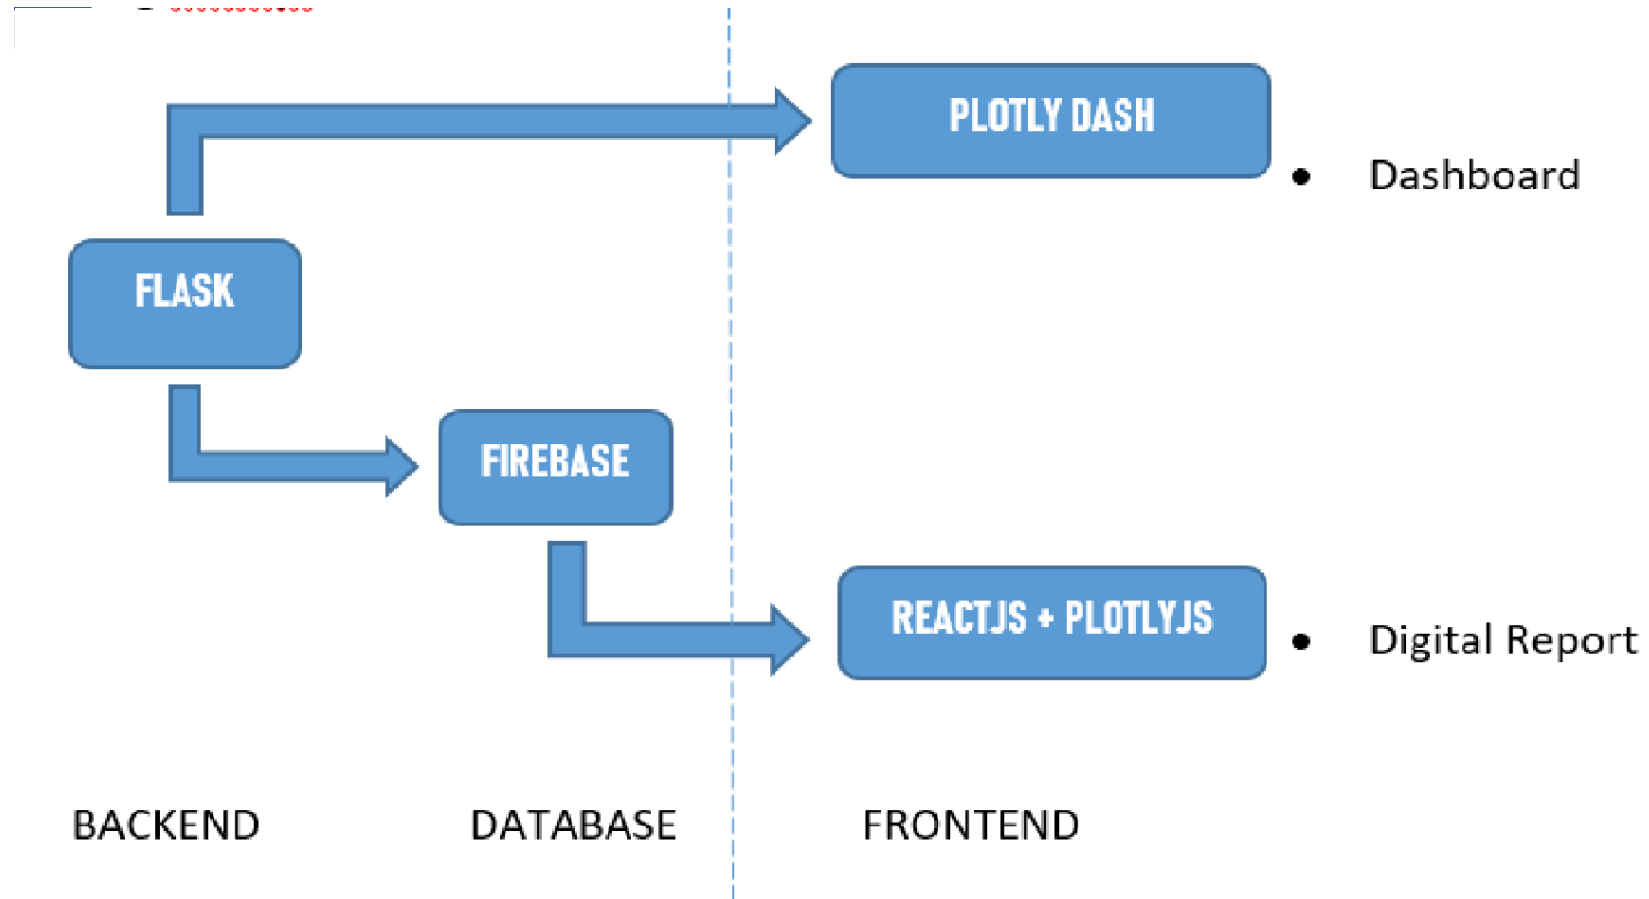 PLOTLY DASH
• Dashboard
FLASK
FIREBASE
REACTJS + PLOTLYJS
• Digital Report
BACKEND
DATABASE
FRONTEND